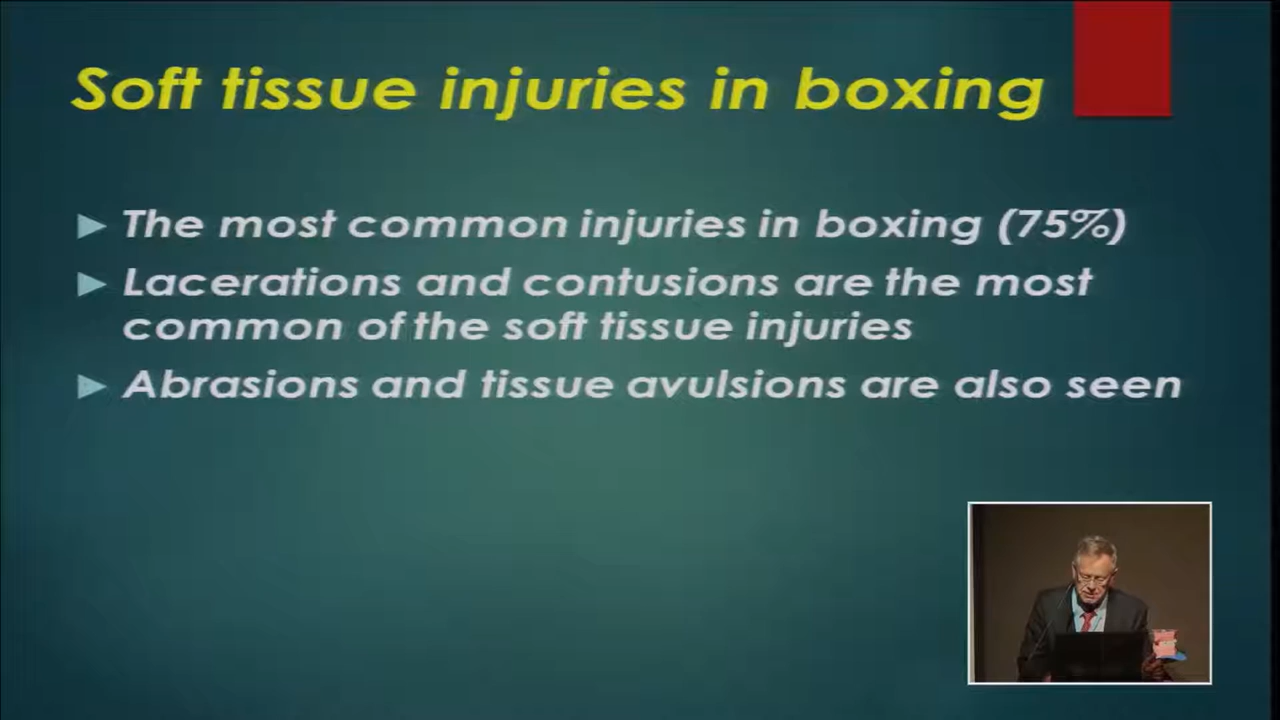 Soft tissue injuries in boxing
The most common injuries in boxing (75%)
Lacerations and contusions are the most
common of the soft tissue injuries
Abrasions and tissue avulsions are also seen